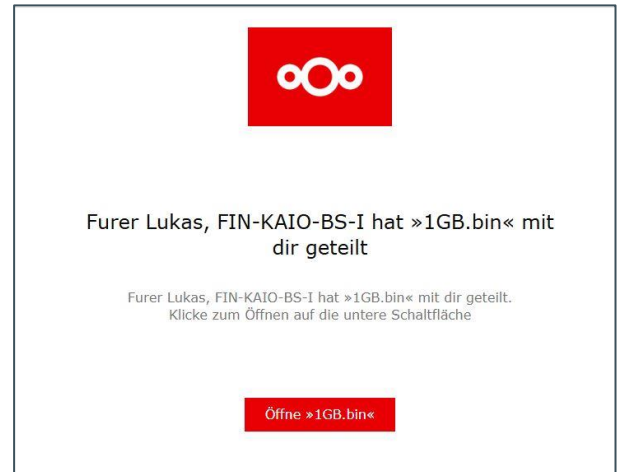 Furer Lukas, FIN-KAIO-BS-I hat »1GB.bin« mit
dir geteilt
Furer Lukas, FIN-KAIO-BS-I hat »1GB.bin« mit dir geteilt.
Klicke zum Öffnen auf die untere Schaltfläche
Öffne »1GB.bin«